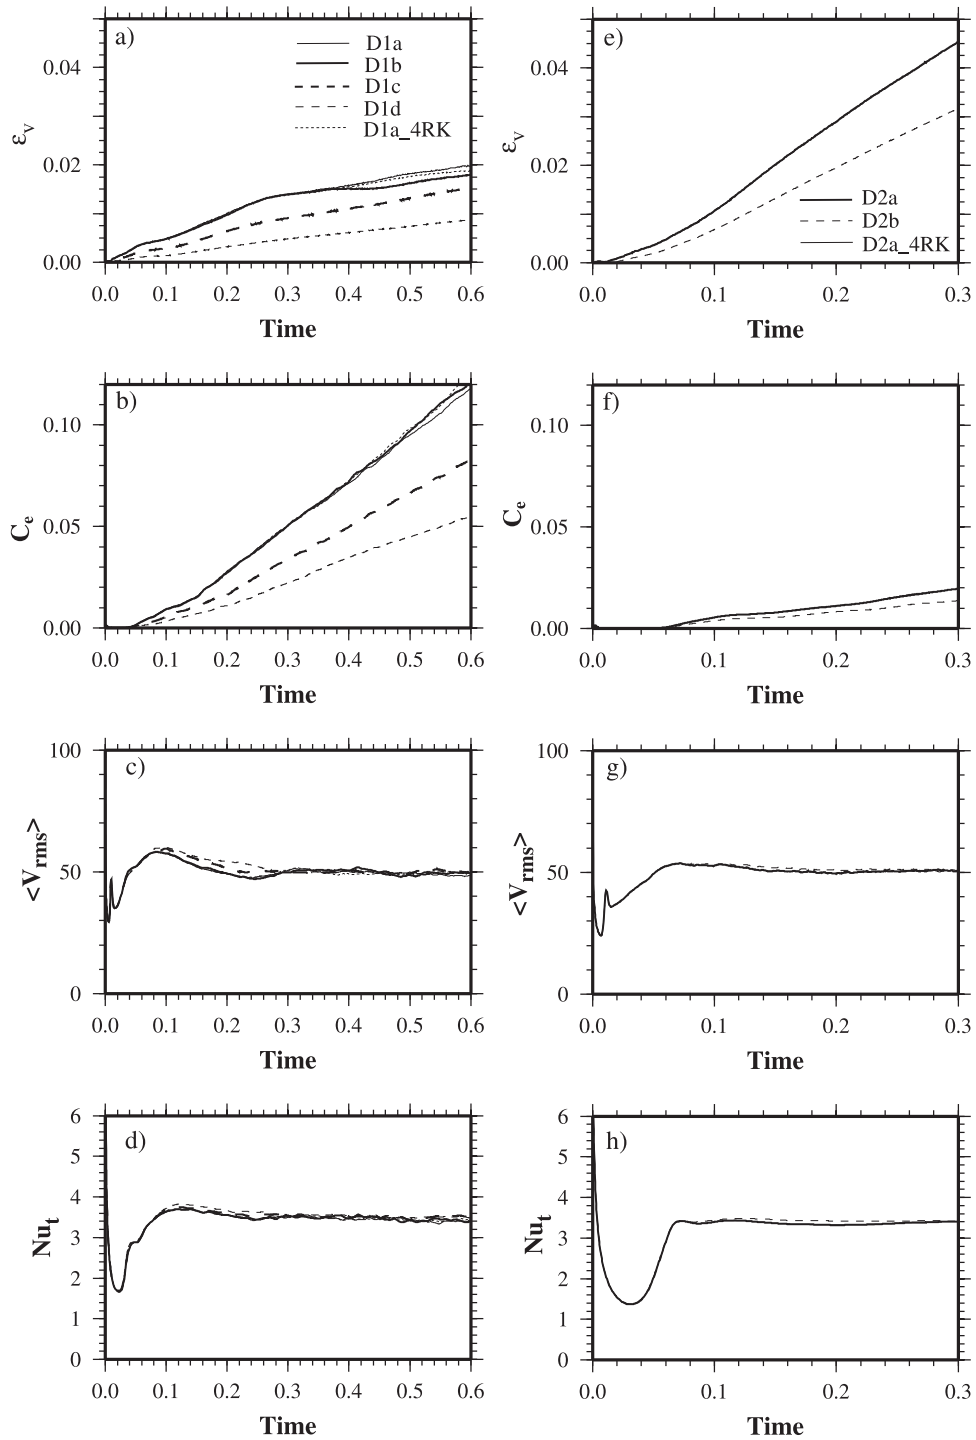 a)
D1a
D1b
D1c
D1d
D1a_4RK
0.04
0.02
0.00
εV
0.0 0.1 0.2 0.3 0.4 0.5 0.6
Time
e)
D2a
D2b
D2a_4RK
0.04
0.02
0.00
εV
0.0 0.1 0.2 0.3
Time
b)
0.10
0.05
0.00
Ce
0.0 0.1 0.2 0.3 0.4 0.5 0.6
Time
f)
0.10
0.05
0.00
Ce
0.0 0.1 0.2 0.3
Time
c)
100
50
0
<Vrms>
0.0 0.1 0.2 0.3 0.4 0.5 0.6
Time
g)
100
50
0
<Vrms>
0.0 0.1 0.2 0.3
Time
d)
6
5
4
3
2
1
0
Nut
0.0 0.1 0.2 0.3 0.4 0.5 0.6
Time
h)
6
5
4
3
2
1
0
Nut
0.0 0.1 0.2 0.3
Time